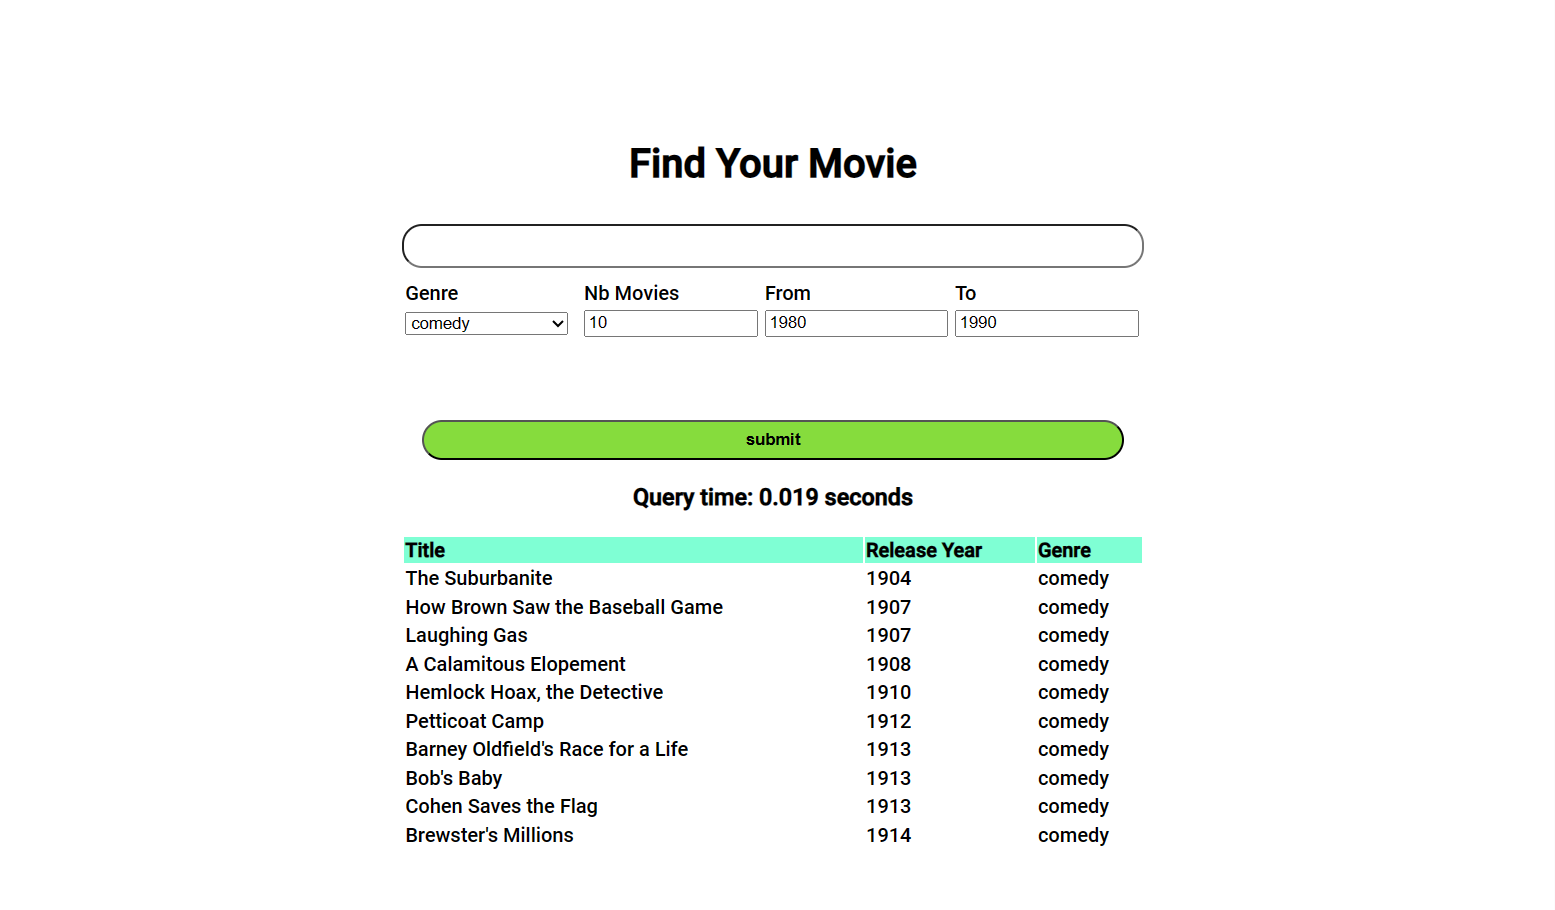 Find Your Movie
Genre Nb Movies From To
comedy 10 1980 1990
submit
Query time: 0.019 seconds
Title Release Year Genre
The Suburbanite 1904 comedy
How Brown Saw the Baseball Game 1907 comedy
Laughing Gas 1907 comedy
A Calamitous Elopement 1908 comedy
Hemlock Hoax, the Detective 1910 comedy
Petticoat Camp 1912 comedy
Barney Oldfield's Race for a Life 1913 comedy
Bob's Baby 1913 comedy
Cohen Saves the Flag 1913 comedy
Brewster's Millions 1914 comedy